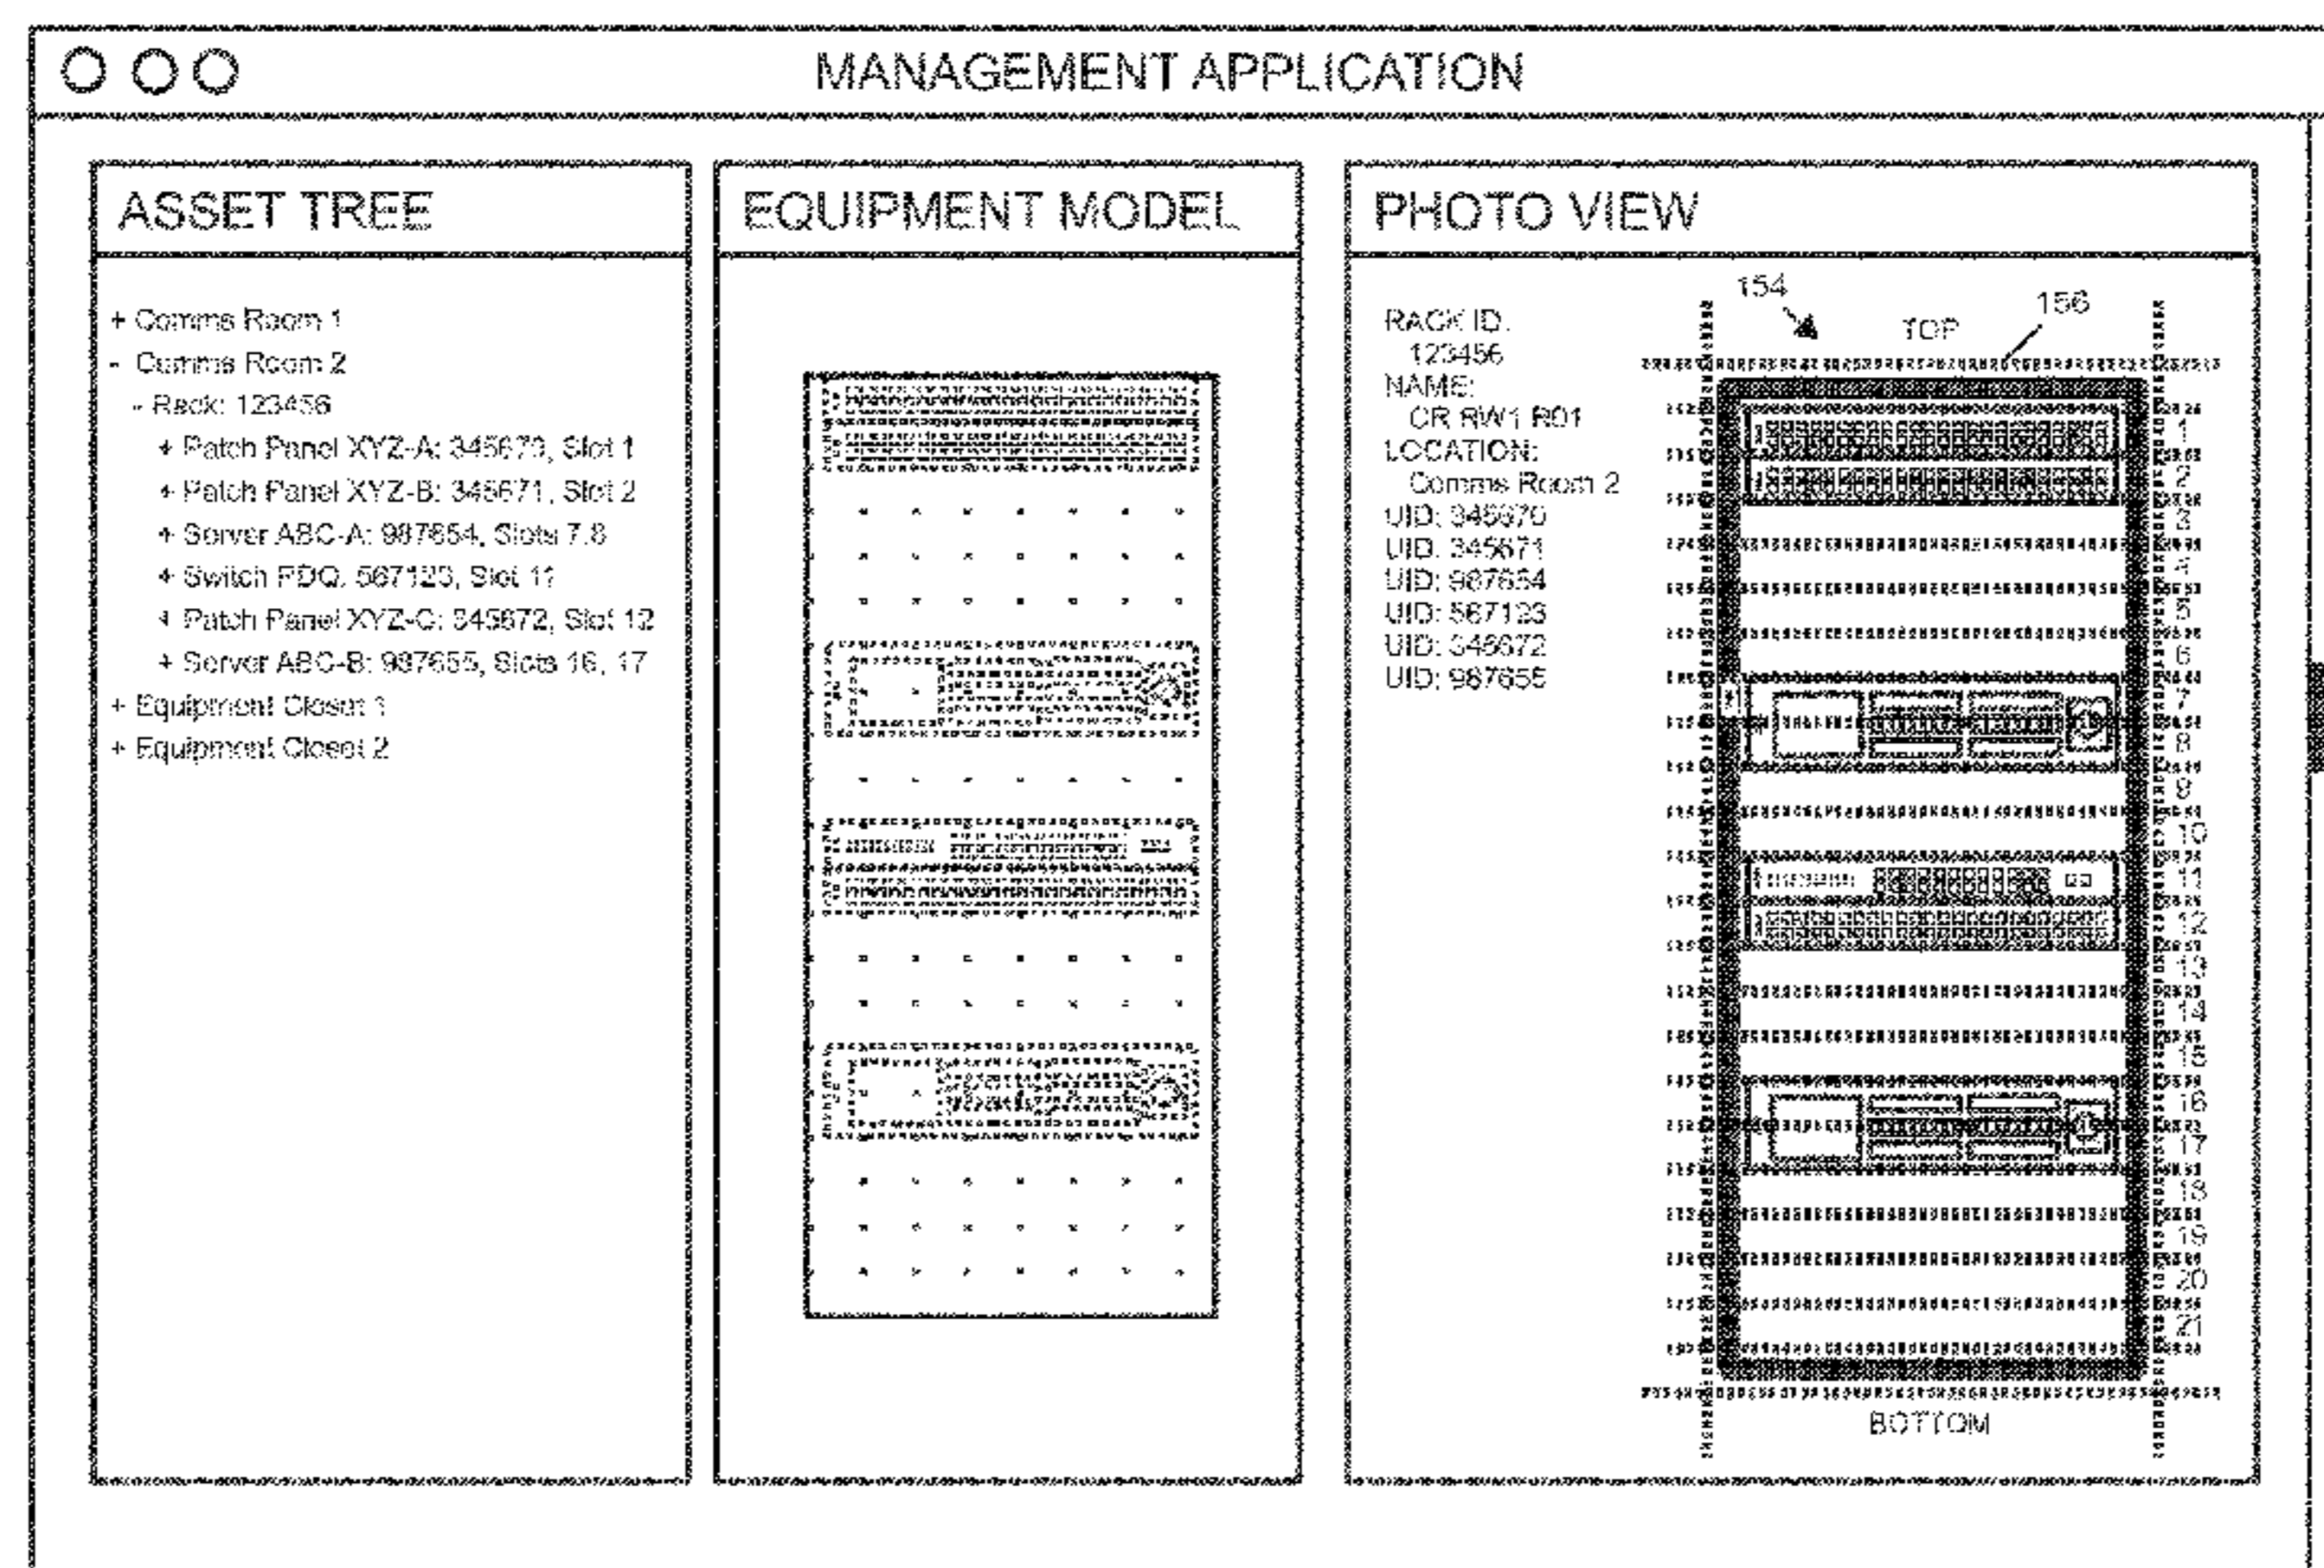 MANAGEMENT APPLICATION
ASSET TREE
+ Comms Room 1
- Comms Room 2
- Rack: 123456
+ Patch Panel XYZ-A: 345670, Slot 1
+ Patch Panel XYZ-B: 345671, Slot 2
+ Server ABC-A: 987654, Slots 7,8
+ Switch PDQ: 567123, Slot 11
+ Patch Panel XYZ-C: 345672, Slot 12
+ Server ABC-B: 987655, Slots 16, 17
+ Equipment Closet 1
+ Equipment Closet 2
EQUIPMENT MODEL
PHOTO VIEW
RACK ID:
123456
NAME:
CR RW1 R01
LOCATION:
Comms Room 2
UID: 345670
UID: 345671
UID: 987654
UID: 567123
UID: 345672
UID: 987655
154
156
TOP
1
2
3
4
5
6
7
8
9
10
11
12
13
14
15
16
17
18
19
20
21
BOTTOM